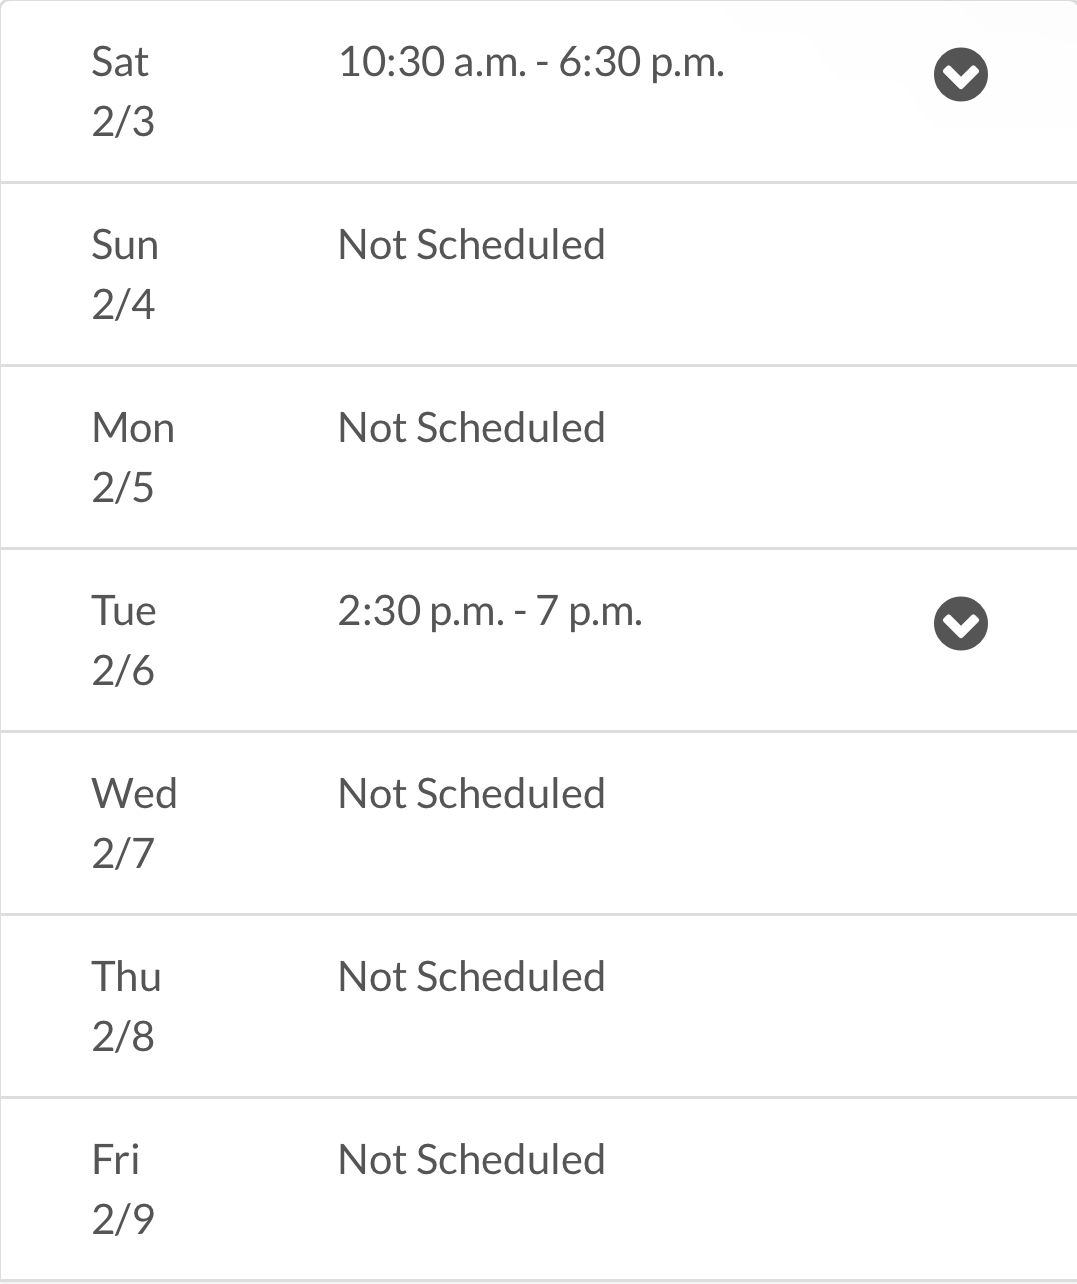 Sat 10:30 a.m. - 6:30 p.m.
2/3
Sun Not Scheduled
2/4
Mon Not Scheduled
2/5
Tue 2:30 p.m. - 7 p.m.
2/6
Wed Not Scheduled
2/7
Thu Not Scheduled
2/8
Fri Not Scheduled
2/9